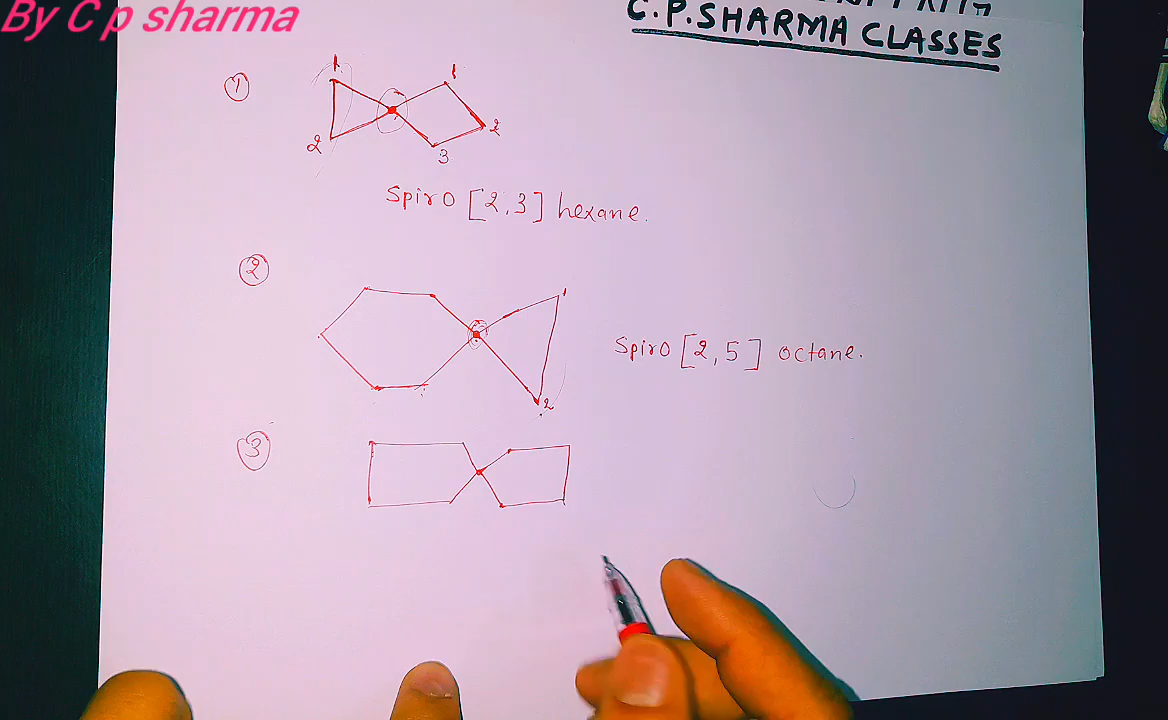 By C p sharma
C.P.SHARMA CLASSES
① 1 1
2 3 2
Spiro [2,3] hexane.
②
1
2
Spiro [2,5] octane.
③